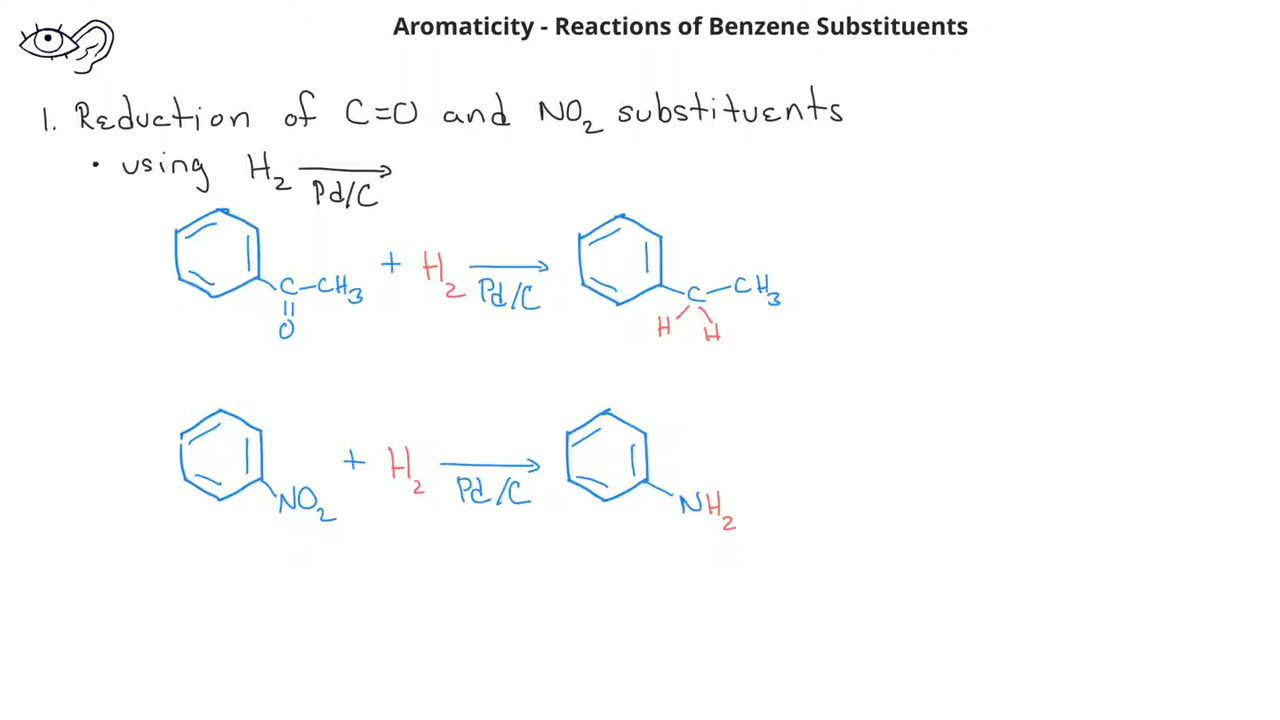 Aromaticity - Reactions of Benzene Substituents
1. Reduction of C=O and NO₂ substituents
• using H₂ Pd/C
C-CH₃ + H₂ Pd/C C-CH₃
O H H
NO₂ + H₂ Pd/C NH₂